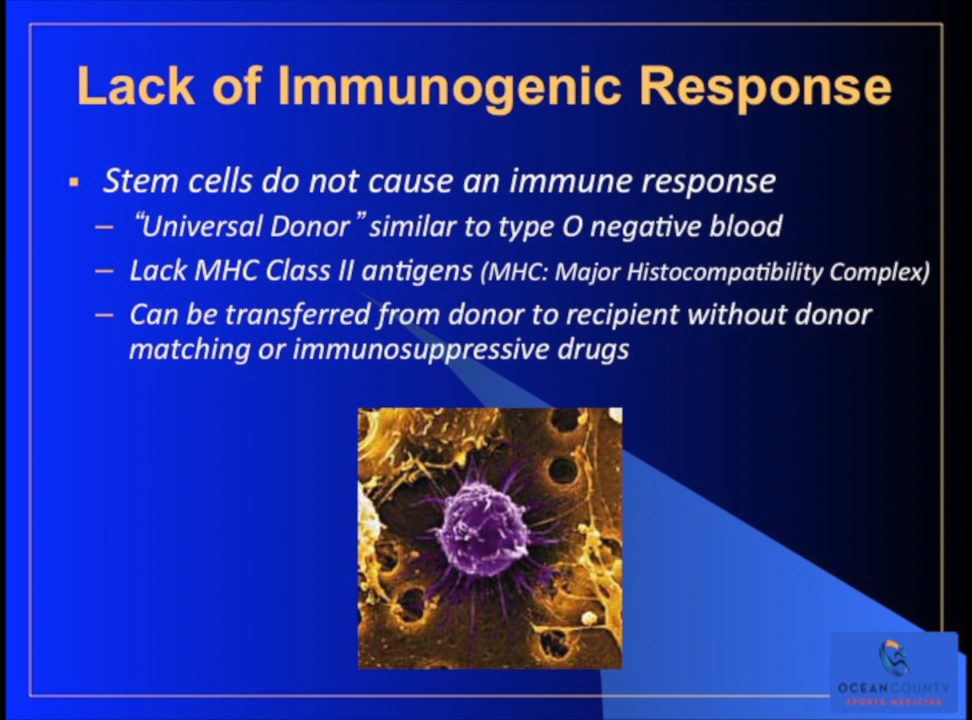 Lack of Immunogenic Response
▪ Stem cells do not cause an immune response
– “Universal Donor” similar to type O negative blood
– Lack MHC Class II antigens (MHC: Major Histocompatibility Complex)
– Can be transferred from donor to recipient without donor
matching or immunosuppressive drugs
OCEANCOUNTY
SPORTS MEDICINE